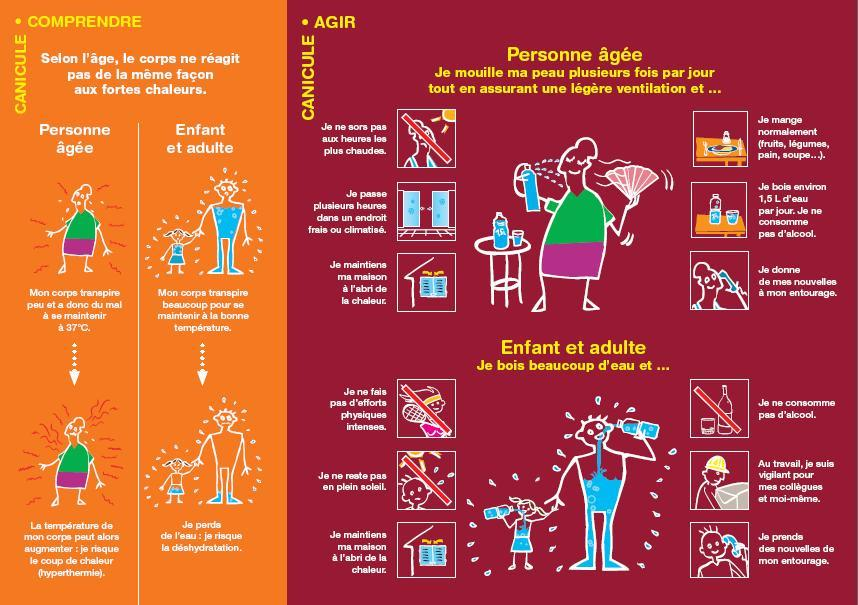 • COMPRENDRE
CANICULE
Selon l'âge, le corps ne réagit
pas de la même façon
aux fortes chaleurs.
Personne
âgée
Mon corps transpire
peu et a donc du mal
à se maintenir
à 37°C.
La température de
mon corps peut alors
augmenter : je risque
le coup de chaleur
(hyperthermie).
Enfant
et adulte
Mon corps transpire
beaucoup pour se
maintenir à la bonne
température.
Je perds
de l'eau : je risque
la déshydratation.
• AGIR
CANICULE
Personne âgée
Je mouille ma peau plusieurs fois par jour
tout en assurant une légère ventilation et ...
Je ne sors pas
aux heures les
plus chaudes.
Je passe
plusieurs heures
dans un endroit
frais ou climatisé.
Je maintiens
ma maison
à l'abri de
la chaleur.
Je mange
normalement
(fruits, légumes,
pain, soupe...).
Je bois environ
1,5 L d'eau
par jour. Je ne
consomme
pas d'alcool.
Je donne
de mes nouvelles
à mon entourage.
Enfant et adulte
Je bois beaucoup d'eau et ...
Je ne fais
pas d'efforts
physiques
intenses.
Je ne reste pas
en plein soleil.
Je maintiens
ma maison
à l'abri de la
chaleur.
Je ne consomme
pas d'alcool.
Au travail, je suis
vigilant pour
mes collègues
et moi-même.
Je prends
des nouvelles de
mon entourage.